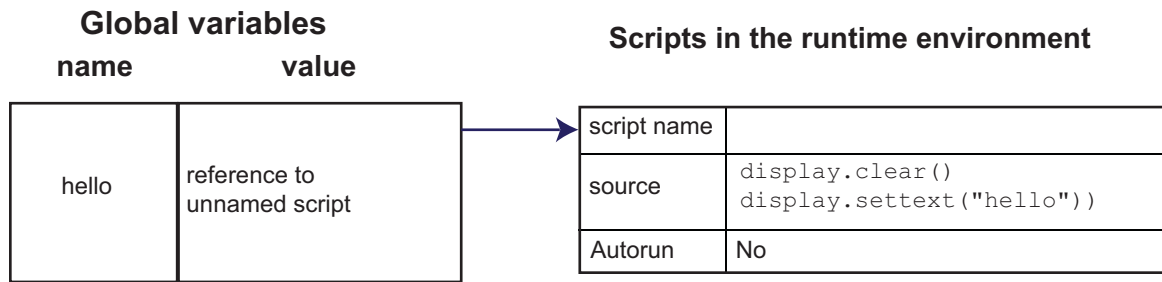 Global variables
name value
hello
reference to
unnamed script
Scripts in the runtime environment
script name
source
display.clear()
display.settext("hello"))
Autorun No